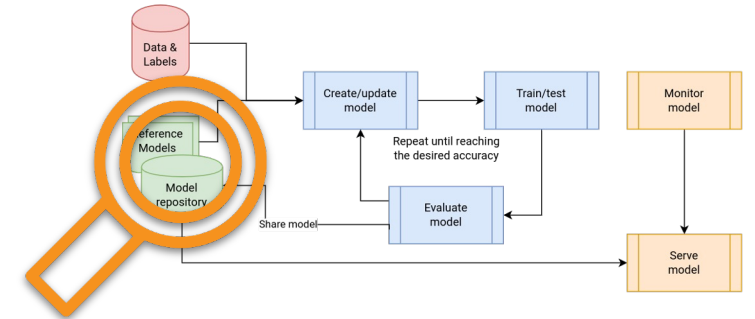 Data &
Labels
Create/update
model
Train/test
model
Monitor
model
eference
Models
Repeat until reaching
the desired accuracy
Model
repository
Evaluate
model
Share model
Serve
model